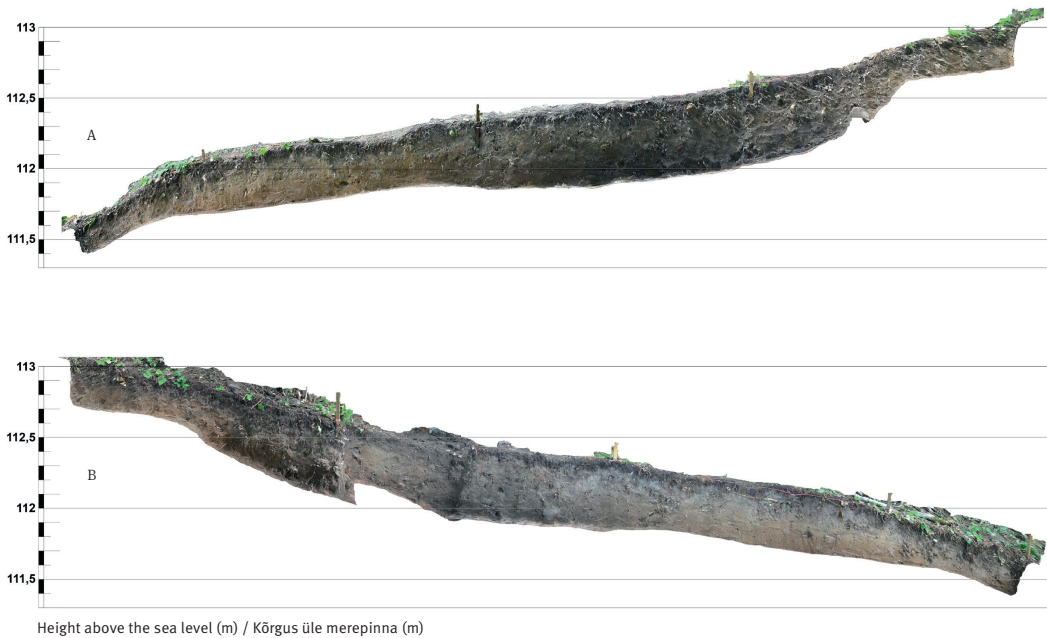 113
112,5
A
112
111,5
113
112,5
B
112
111,5
Height above the sea level (m) / Kõrgus üle merepinna (m)